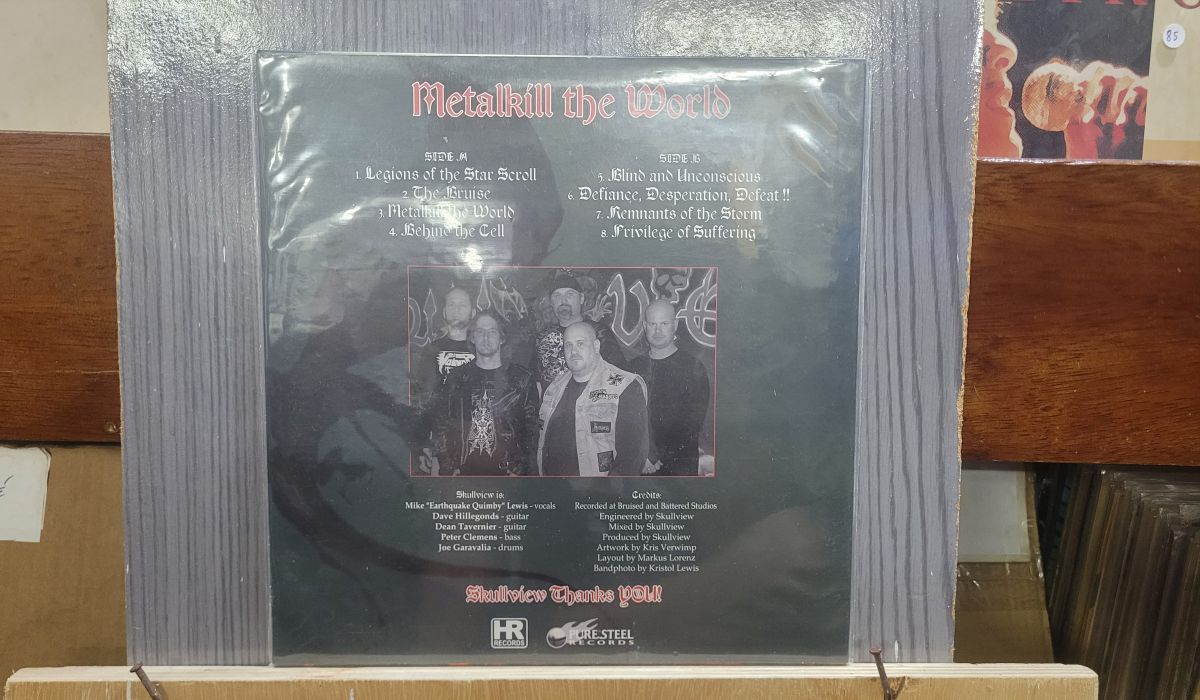 Metalkill the World
SIDE A
1. Legions of the Star Scroll
2. The Bruise
3. Metalkill the World
4. Behind the Cell
SIDE B
5. Blind and Unconscious
6. Defiance, Desperation, Defeat !!
7. Remnants of the Storm
8. Privilege of Suffering
Skullview is:
Mike "Earthquake Quimby" Lewis - vocals
Dave Hillegonds - guitar
Dean Tavernier - guitar
Peter Clemens - bass
Joe Garavalia - drums
Credits:
Recorded at Bruised and Battered Studios
Engineered by Skullview
Mixed by Skullview
Produced by Skullview
Artwork by Kris Verwimp
Layout by Markus Lorenz
Bandphoto by Kristol Lewis
Skullview Thanks YOU!
HR
RECORDS
PURE STEEL
RECORDS
85